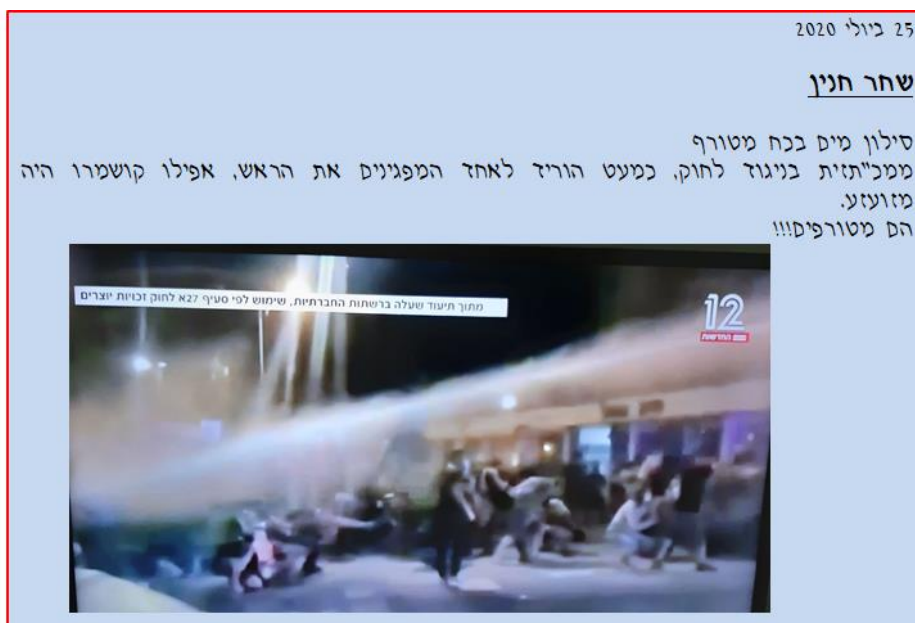 25 ביולי 2020
שחר חנין
סילון מים בכח מטורף
ממכ"תזית בניגוד לחוק, כמעט הוריד לאחד המפגינים את הראש, אפילו קושמרו היה
מזועזע.
הם מטורפים!!!
מתוך תיעוד שעלה ברשתות החברתיות, שימוש לפי סעיף 27א לחוק זכויות יוצרים
12
החדשות